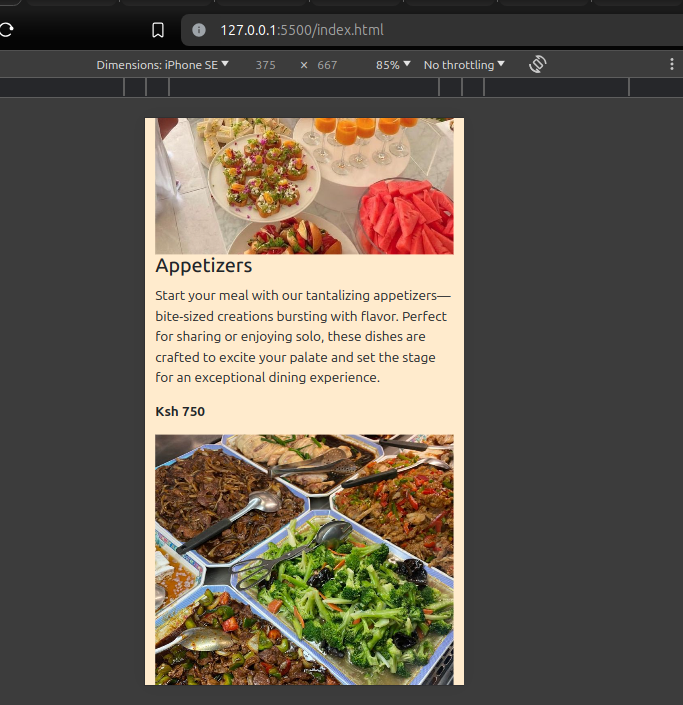 127.0.0.1:5500/index.html
Dimensions: iPhone SE 375 × 667 85% No throttling
Appetizers
Start your meal with our tantalizing appetizers—
bite-sized creations bursting with flavor. Perfect
for sharing or enjoying solo, these dishes are
crafted to excite your palate and set the stage
for an exceptional dining experience.
Ksh 750